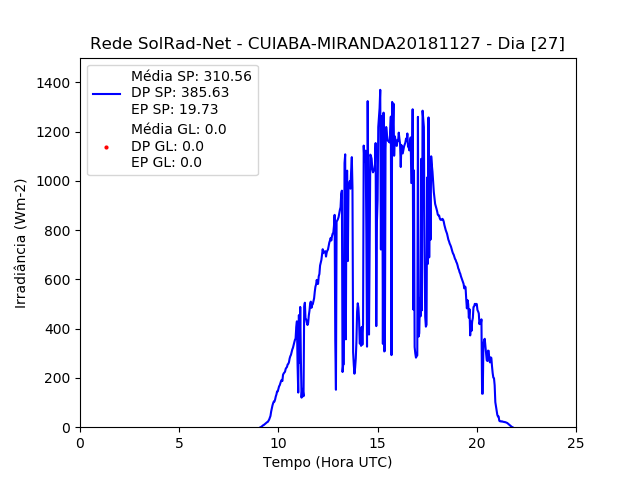 Rede SolRad-Net - CUIABA-MIRANDA20181127 - Dia [27]
Média SP: 310.56
DP SP: 385.63
EP SP: 19.73
Média GL: 0.0
DP GL: 0.0
EP GL: 0.0
Irradiância (Wm-2)
1400
1200
1000
800
600
400
200
0
0 5 10 15 20 25
Tempo (Hora UTC)